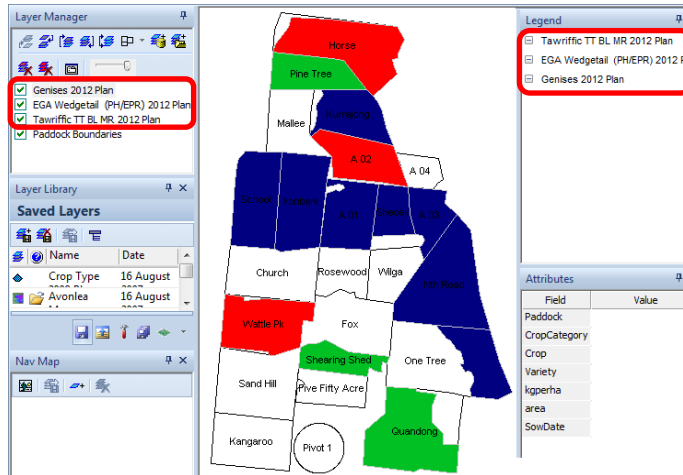 Layer Manager
Genises 2012 Plan
EGA Wedgetail (PH/EPR) 2012 Plan
Tawriffic TT BL MR 2012 Plan
Paddock Boundaries
Layer Library
Saved Layers
Name Date
Crop Type 16 August
Avonlea 16 August
Nav Map
Horse
Pine Tree
Mallee
A 02
A 04
A 01
A 03
Church
Rosewood
Wilga
Wattle Pk
Fox
Shearing Shed
One Tree
Sand Hill
Five Fifty Acre
Quandong
Kangaroo
Pivot 1
Legend
Tawriffic TT BL MR 2012 Plan
EGA Wedgetail (PH/EPR) 2012 P
Genises 2012 Plan
Attributes
Field Value
Paddock
CropCategory
Crop
Variety
kgperha
area
SowDate